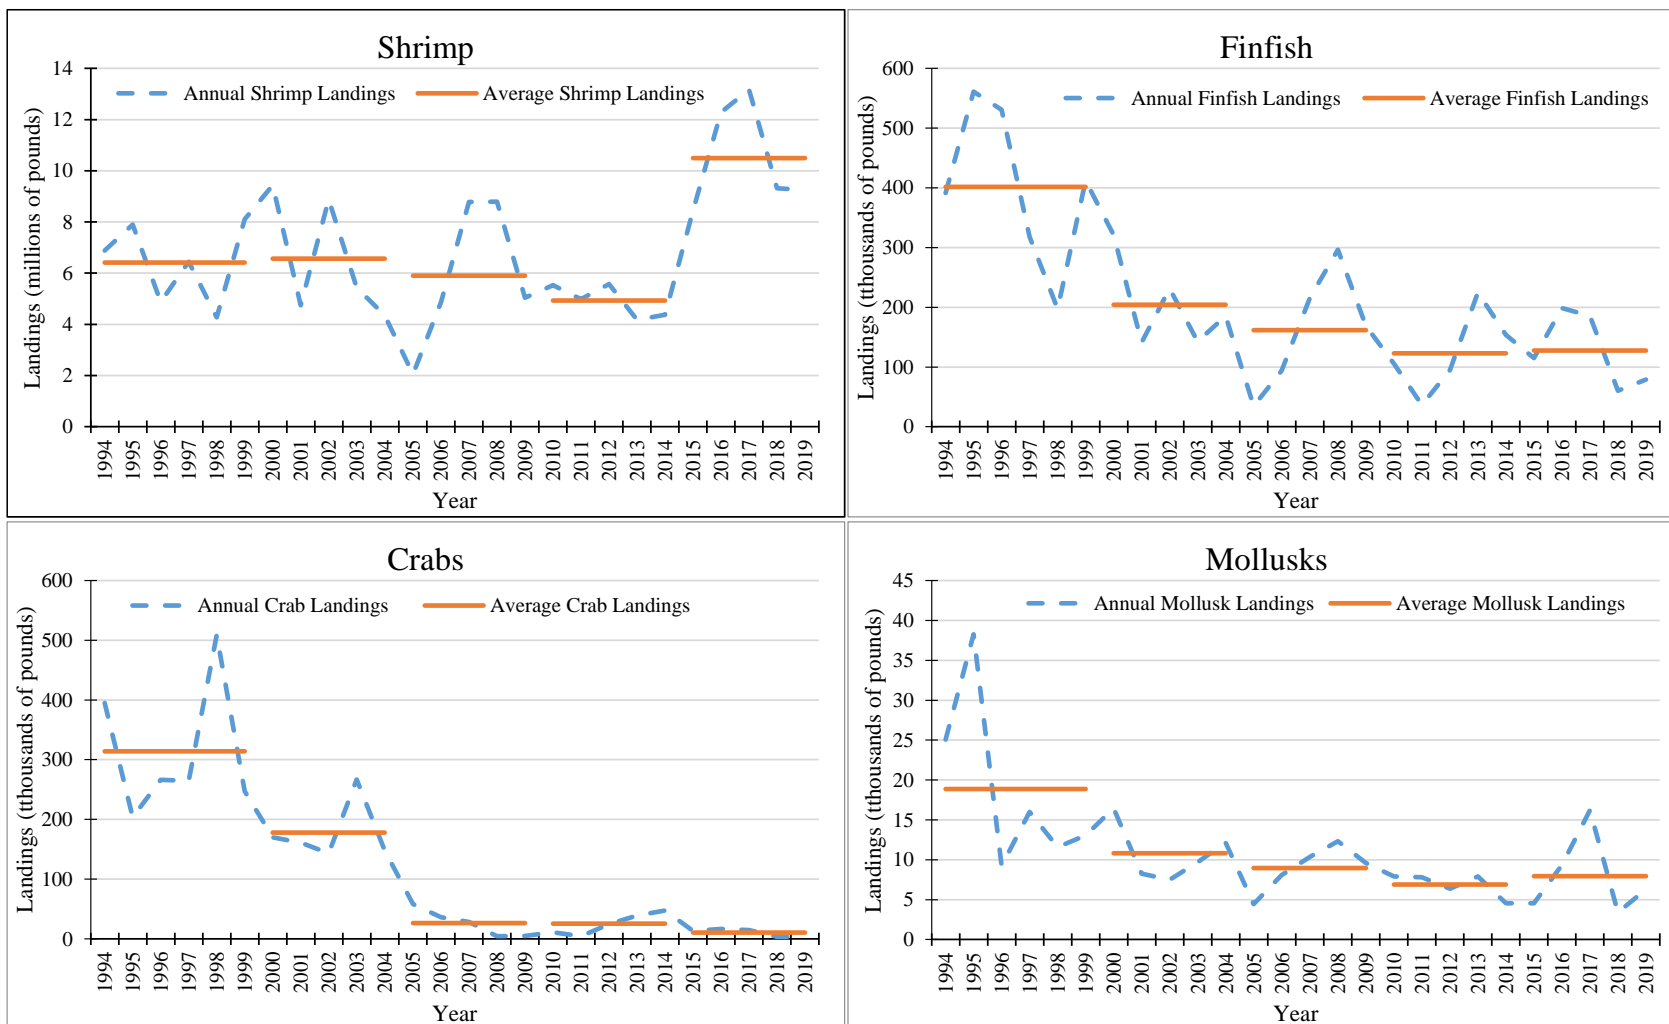 Shrimp
Annual Shrimp Landings Average Shrimp Landings
Landings (millions of pounds)
14
12
10
8
6
4
2
0
1994 1995 1996 1997 1998 1999 2000 2001 2002 2003 2004 2005 2006 2007 2008 2009 2010 2011 2012 2013 2014 2015 2016 2017 2018 2019
Year
Finfish
Annual Finfish Landings Average Finfish Landings
Landings (tthousands of pounds)
600
500
400
300
200
100
0
1994 1995 1996 1997 1998 1999 2000 2001 2002 2003 2004 2005 2006 2007 2008 2009 2010 2011 2012 2013 2014 2015 2016 2017 2018 2019
Year
Crabs
Annual Crab Landings Average Crab Landings
Landings (tthousands of pounds)
600
500
400
300
200
100
0
1994 1995 1996 1997 1998 1999 2000 2001 2002 2003 2004 2005 2006 2007 2008 2009 2010 2011 2012 2013 2014 2015 2016 2017 2018 2019
Year
Mollusks
Annual Mollusk Landings Average Mollusk Landings
Landings (tthousands of pounds)
45
40
35
30
25
20
15
10
5
0
1994 1995 1996 1997 1998 1999 2000 2001 2002 2003 2004 2005 2006 2007 2008 2009 2010 2011 2012 2013 2014 2015 2016 2017 2018 2019
Year